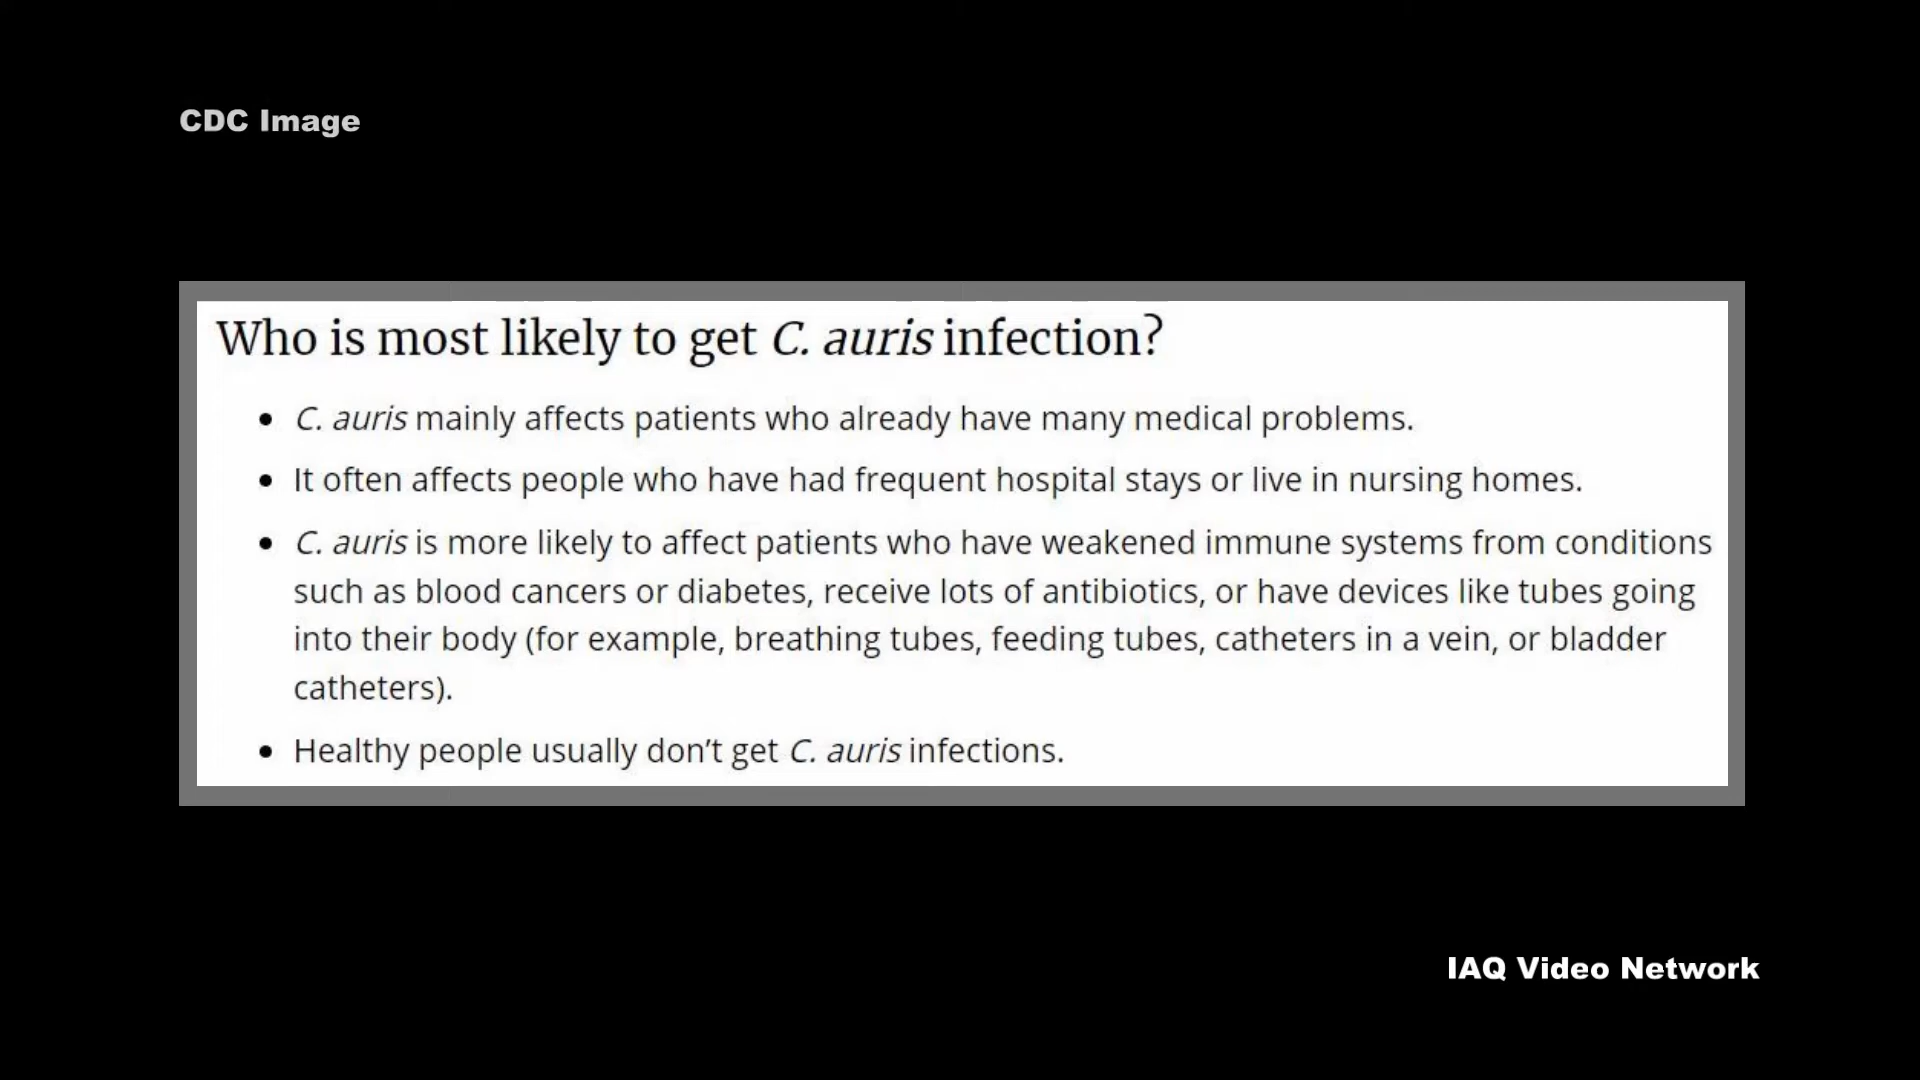 CDC Image
Who is most likely to get C. auris infection?
• C. auris mainly affects patients who already have many medical problems.
• It often affects people who have had frequent hospital stays or live in nursing homes.
• C. auris is more likely to affect patients who have weakened immune systems from conditions
such as blood cancers or diabetes, receive lots of antibiotics, or have devices like tubes going
into their body (for example, breathing tubes, feeding tubes, catheters in a vein, or bladder
catheters).
• Healthy people usually don’t get C. auris infections.
IAQ Video Network